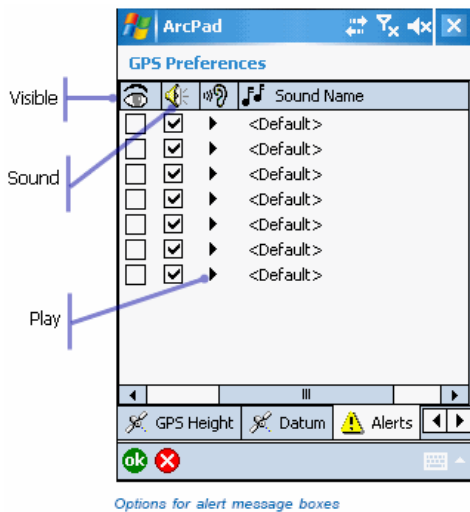 ArcPad
GPS Preferences
Visible
Sound Name
<Default>
<Default>
Sound
<Default>
<Default>
<Default>
<Default>
Play
<Default>
GPS Height
Datum
Alerts
ok
Options for alert message boxes